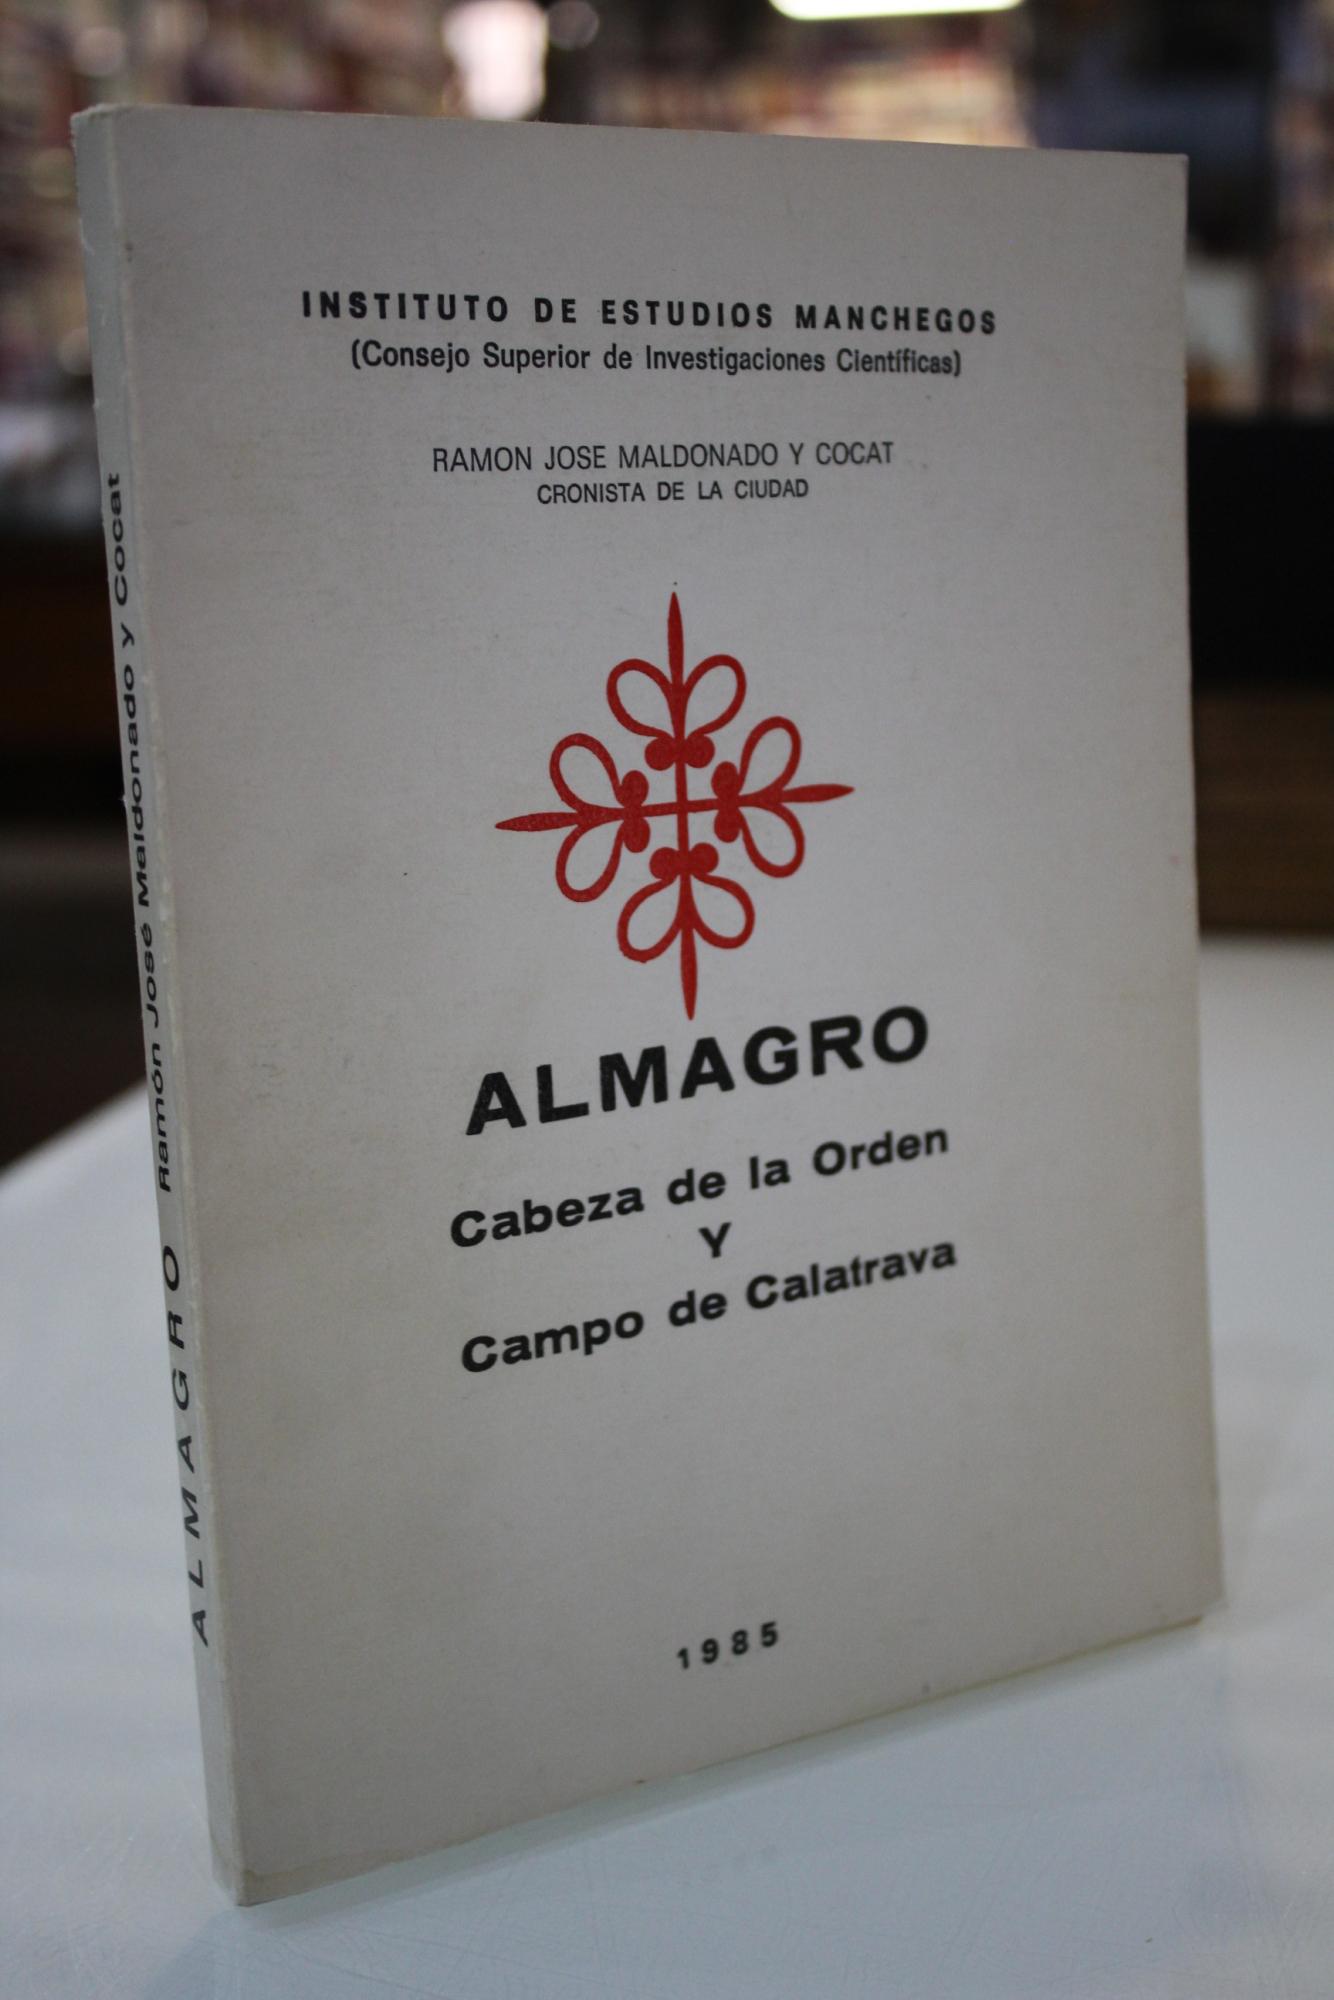 INSTITUTO DE ESTUDIOS MANCHEGOS
(Consejo Superior de Investigaciones Científicas)
RAMON JOSE MALDONADO Y COCAT
CRONISTA DE LA CIUDAD
ALMAGRO
Cabeza de la Orden
Y
Campo de Calatrava
1985
ALMAGRO Ramón José Maldonado y Cocat